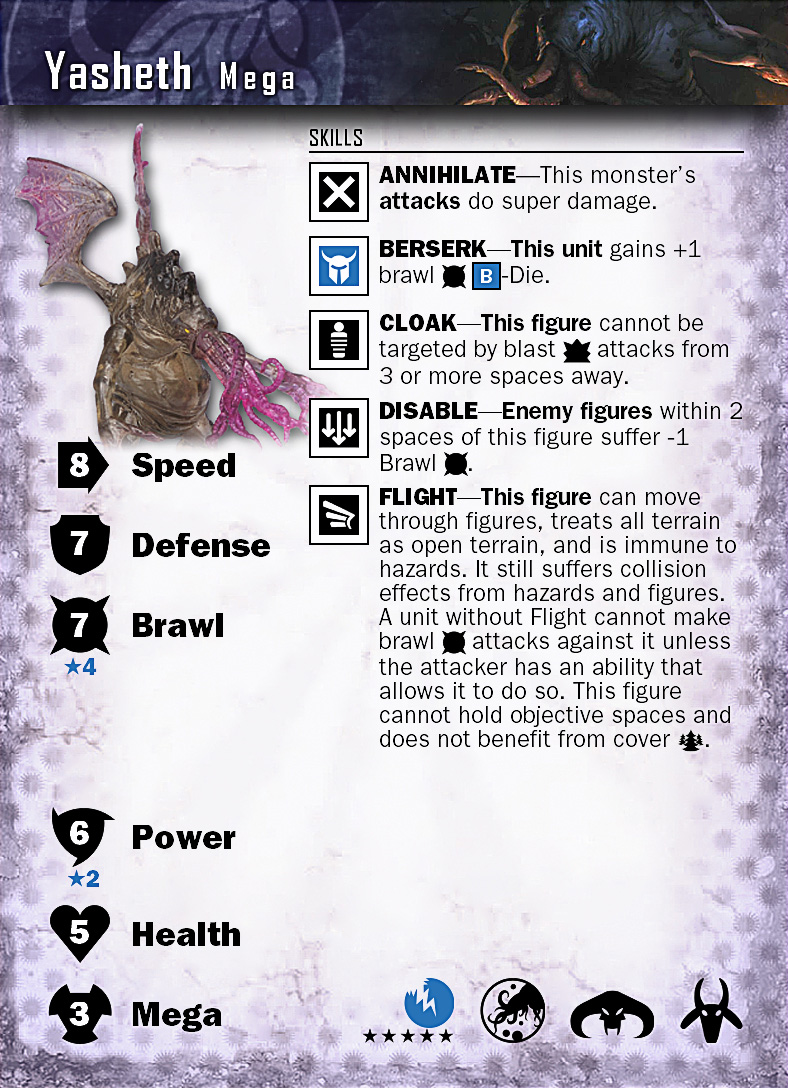 Yasheth Mega
SKILLS
ANNIHILATE—This monster's
attacks do super damage.
BERSERK—This unit gains +1
brawl B-Die.
CLOAK—This figure cannot be
targeted by blast attacks from
3 or more spaces away.
DISABLE—Enemy figures within 2
spaces of this figure suffer -1
Brawl .
FLIGHT—This figure can move
through figures, treats all terrain
as open terrain, and is immune to
hazards. It still suffers collision
effects from hazards and figures.
A unit without Flight cannot make
brawl attacks against it unless
the attacker has an ability that
allows it to do so. This figure
cannot hold objective spaces and
does not benefit from cover .
8 Speed
7 Defense
7 Brawl
★4
6 Power
★2
5 Health
3 Mega
★★★★★